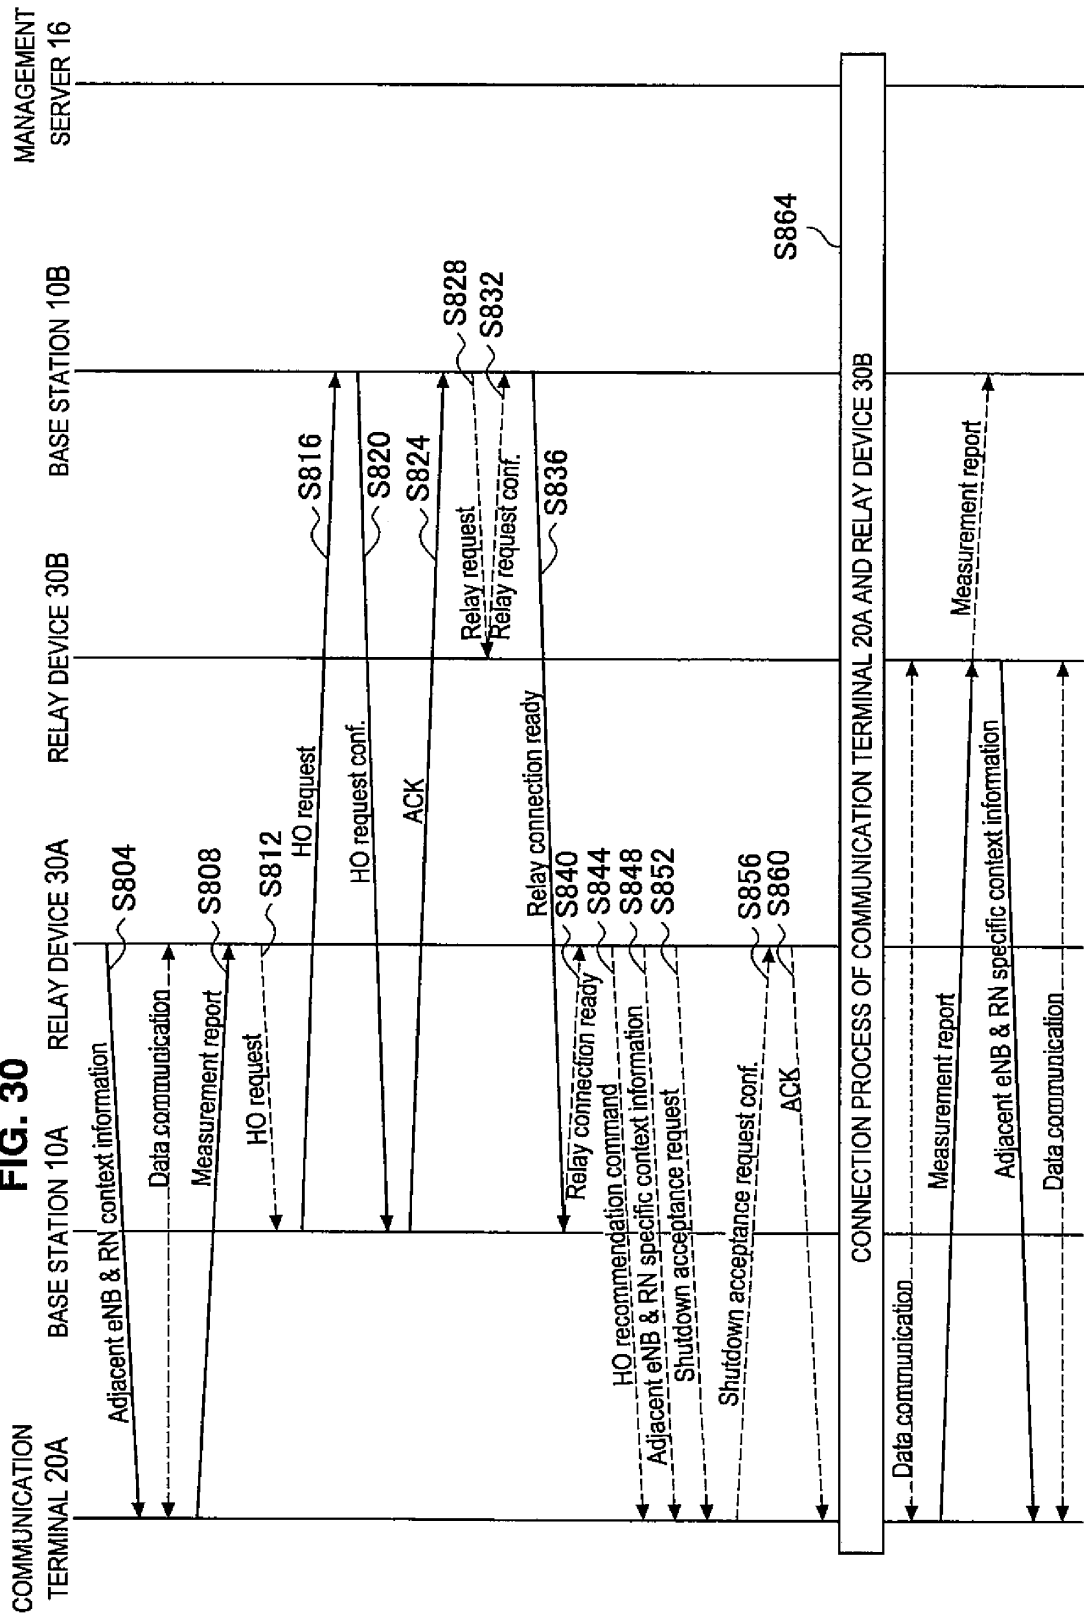 FIG. 30
COMMUNICATION
TERMINAL 20A
BASE STATION 10A
RELAY DEVICE 30A
RELAY DEVICE 30B
BASE STATION 10B
MANAGEMENT
SERVER 16
S804
Adjacent eNB & RN context information
Data communication
S808
Measurement report
S812
HO request
S816
HO request
S820
HO request conf.
S824
ACK
S828
Relay request
S832
Relay request conf.
S836
Relay connection ready
S840
Relay connection ready
S844
HO recommendation command
S848
Adjacent eNB & RN specific context information
S852
Shutdown acceptance request
S856
Shutdown acceptance request conf.
S860
ACK
S864
CONNECTION PROCESS OF COMMUNICATION TERMINAL 20A AND RELAY DEVICE 30B
Data communication
Measurement report
Measurement report
Adjacent eNB & RN specific context information
Data communication